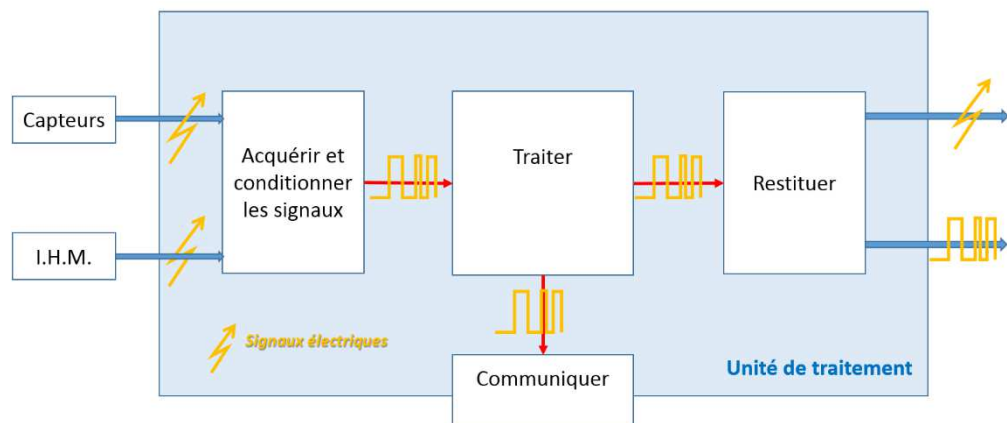 Capteurs
I.H.M.
Acquérir et
conditionner
les signaux
Traiter
Restituer
Signaux électriques
Communiquer
Unité de traitement